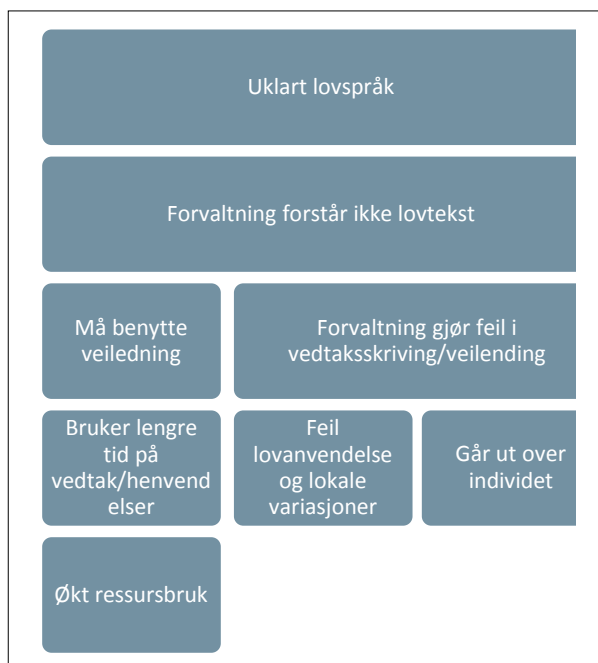 Uklart lovspråk
Forvaltning forstår ikke lovtekst
Må benytte
veiledning
Forvaltning gjør feil i
vedtaksskriving/veilending
Bruker lengre
tid på
vedtak/henvend
elser
Feil
lovanvendelse
og lokale
variasjoner
Går ut over
individet
Økt ressursbruk